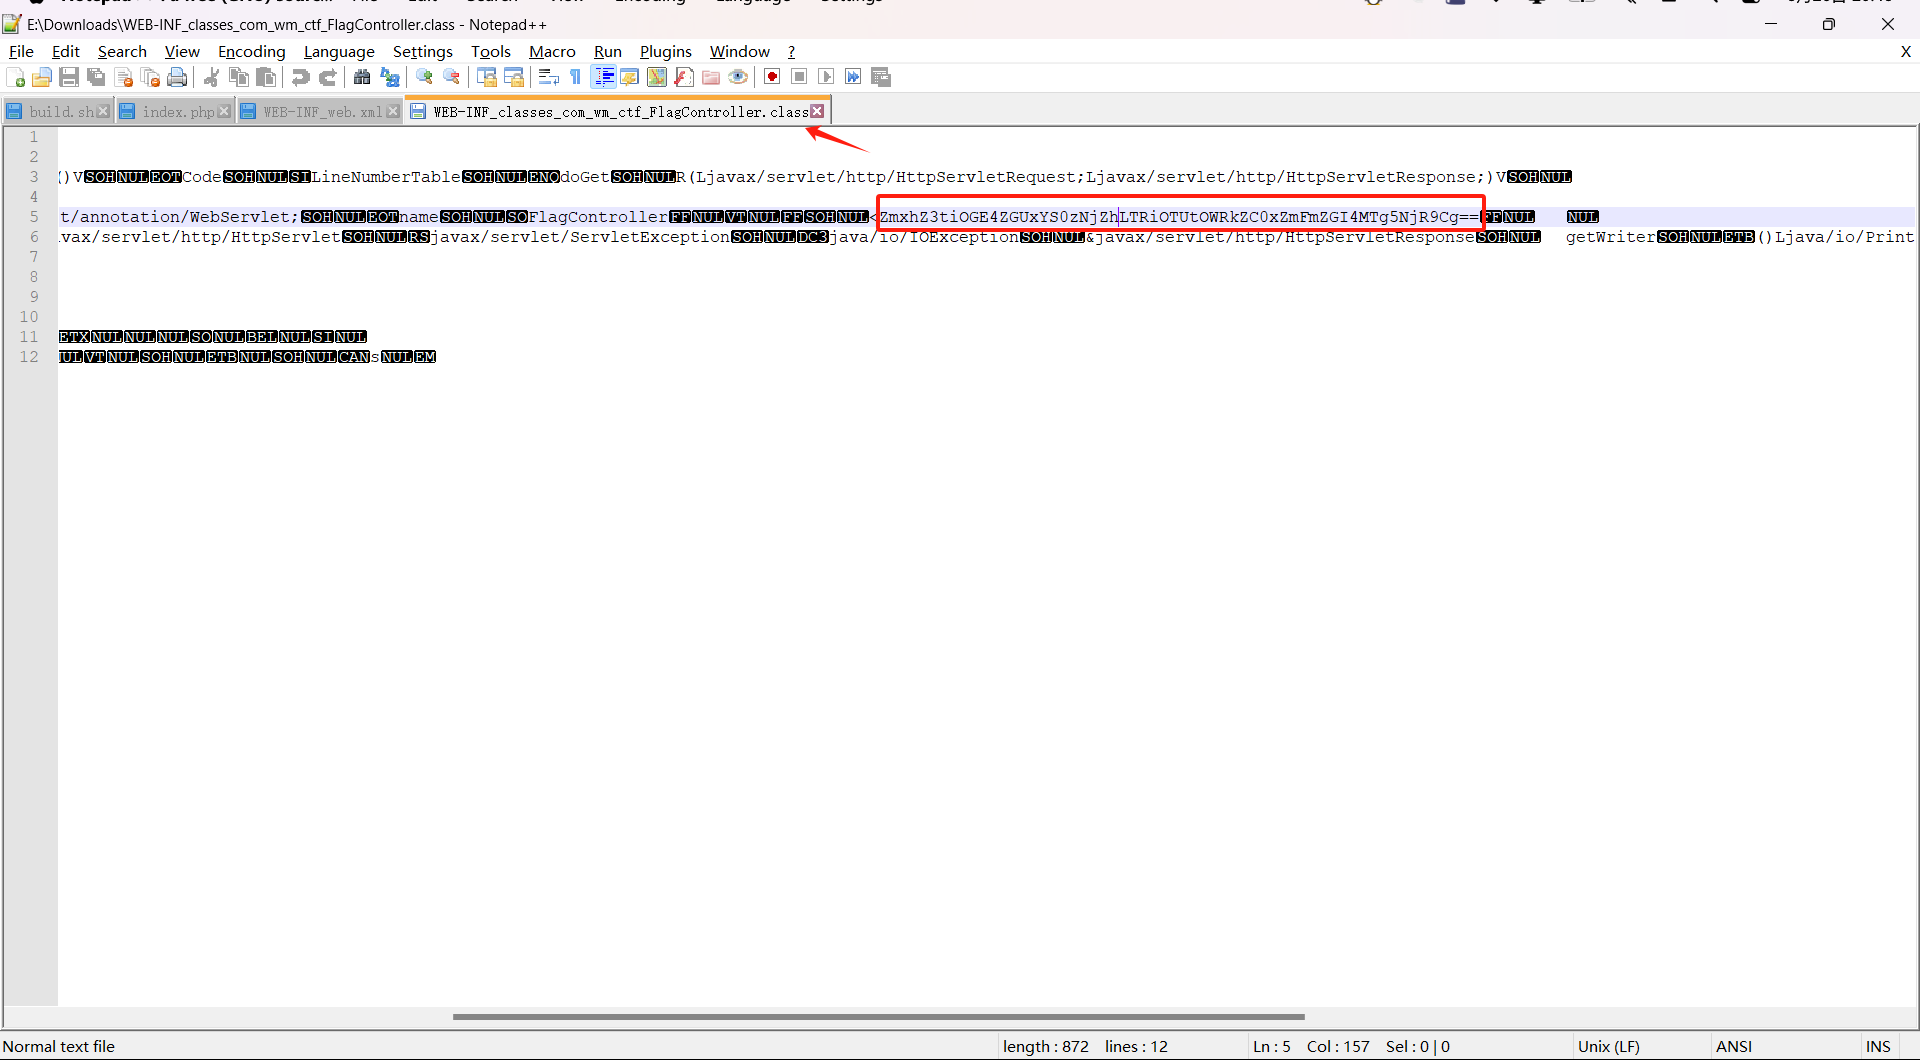 E:\Downloads\WEB-INF_classes_com_wm_ctf_FlagController.class - Notepad++
File Edit Search View Encoding Language Settings Tools Macro Run Plugins Window ? X
build.sh index.php WEB-INF_web.xml WEB-INF_classes_com_wm_ctf_FlagController.class
1
2
3 ()VSOHNULEOTCodeSOHNULSILineNumberTableSOHNULENQdoGetSOHNULR(Ljavax/servlet/http/HttpServletRequest;Ljavax/servlet/http/HttpServletResponse;)VSOHNUL
4
5 t/annotation/WebServlet;SOHNULEOTnameSOHNULSOFlagControllerFFNULVTNULFFSOHNUL<ZmxhZ3tiOGE4ZGUxYS0zNjZhLTRiOTUtOWRkZC0xZmFmZGI4MTg5NjR9Cg==FFNUL NUL
6 vax/servlet/http/HttpServletSOHNULRSjavax/servlet/ServletExceptionSOHNULDC3java/io/IOExceptionSOHNUL&javax/servlet/http/HttpServletResponseSOHNUL getWriterSOHNULETB()Ljava/io/Print
7
8
9
10
11 ETXNULNULNULSONULBELNULSINUL
12 NULVTNULSOHNULETBNULSOHNULCANsNULEM
Normal text file length : 872 lines : 12 Ln : 5 Col : 157 Sel : 0 | 0 Unix (LF) ANSI INS